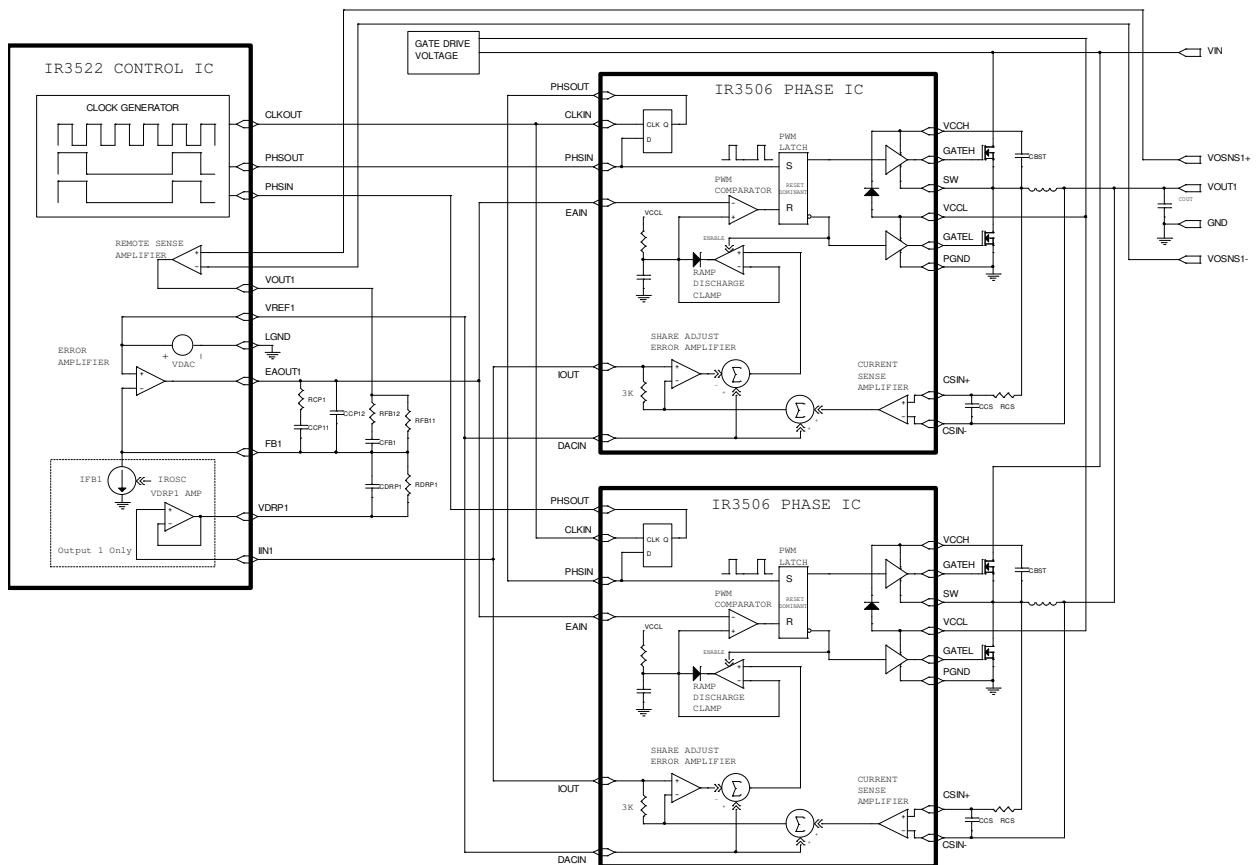 GATE DRIVE
VOLTAGE
VIN
IR3522 CONTROL IC
CLOCK GENERATOR
CLKOUT
PHSOUT
PHSIN
REMOTE SENSE
AMPLIFIER
VOUT1
VREF1
LGND
VDAC
+
-
ERROR
AMPLIFIER
+
-
EAOUT1
RCP1
CCP11
CCP12
RFB12
CFB1
RFB11
FB1
IFB1
IROSC
VDRP1 AMP
+
-
VDRP1
CDRP1
RDRP1
Output 1 Only
IIN1
IR3506 PHASE IC
PHSOUT
CLKIN
CLK Q
D
PHSIN
PWM
LATCH
S
RESET
DOMINANT
R
PWM
COMPARATOR
-
+
EAIN
VCCL
ENABLE
+
-
RAMP
DISCHARGE
CLAMP
SHARE ADJUST
ERROR AMPLIFIER
+
-
Σ
-
+
IOUT
3K
Σ
+
+
CURRENT
SENSE
AMPLIFIER
+
-
DACIN
VCCH
GATEH
CBST
SW
VCCL
GATEL
PGND
CSIN+
CCS
RCS
CSIN-
VOSNS1+
VOUT1
COUT
GND
VOSNS1-
IR3506 PHASE IC
PHSOUT
CLKIN
CLK Q
D
PHSIN
PWM
LATCH
S
RESET
DOMINANT
R
PWM
COMPARATOR
-
+
EAIN
VCCL
ENABLE
+
-
RAMP
DISCHARGE
CLAMP
SHARE ADJUST
ERROR AMPLIFIER
+
-
Σ
-
+
IOUT
3K
Σ
+
+
CURRENT
SENSE
AMPLIFIER
+
-
DACIN
VCCH
GATEH
CBST
SW
VCCL
GATEL
PGND
CSIN+
CCS
RCS
CSIN-